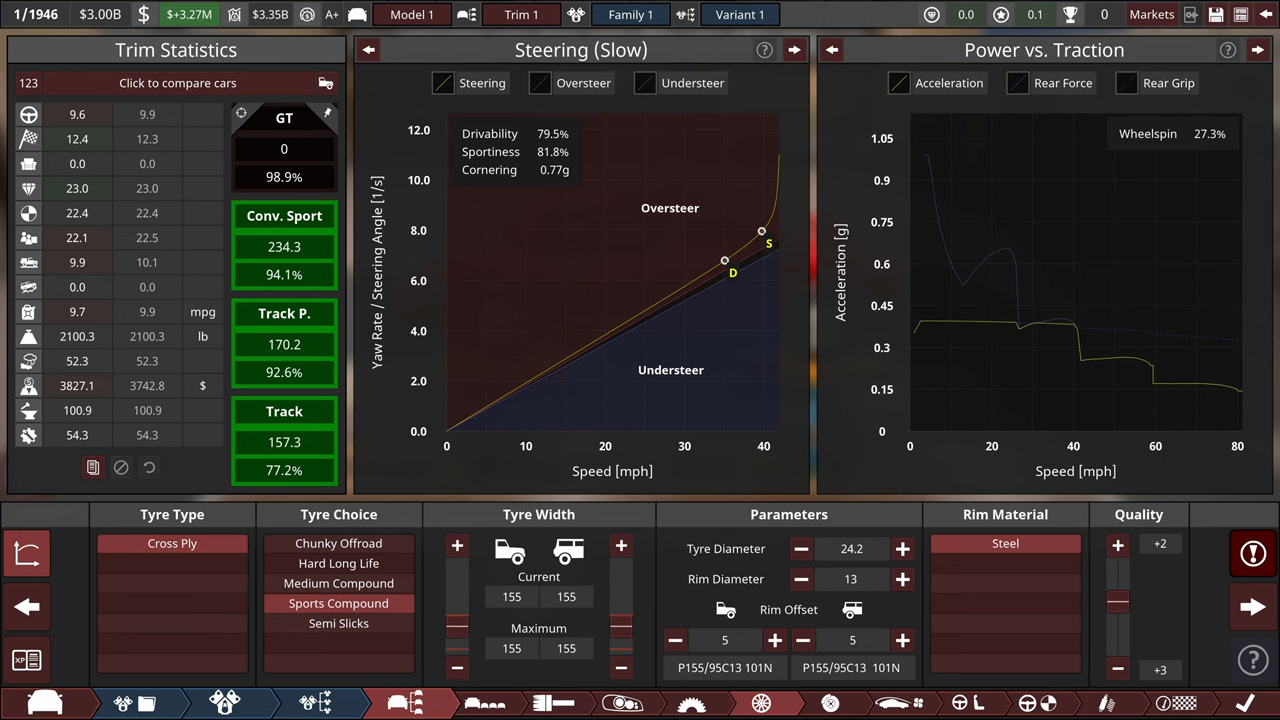 1/1946 $3.00B $+3.27M $3.35B A+ Model 1 Trim 1 Family 1 Variant 1 0.0 0.1 0 Markets
Trim Statistics
123 Click to compare cars
9.6 9.9
12.4 12.3
0.0 0.0
23.0 23.0
22.4 22.4
22.1 22.5
9.9 10.1
0.0 0.0
9.7 9.9 mpg
2100.3 2100.3 lb
52.3 52.3
3827.1 3742.8 $
100.9 100.9
54.3 54.3
GT
0
98.9%
Conv. Sport
234.3
94.1%
Track P.
170.2
92.6%
Track
157.3
77.2%
Steering (Slow) ?
Steering Oversteer Understeer
Drivability 79.5%
Sportiness 81.8%
Cornering 0.77g
Yaw Rate / Steering Angle [1/s]
12.0
10.0
8.0
6.0
4.0
2.0
0.0
Oversteer
S
D
Understeer
0 10 20 30 40
Speed [mph]
Power vs. Traction ?
Acceleration Rear Force Rear Grip
Wheelspin 27.3%
Acceleration [g]
1.05
0.9
0.75
0.6
0.45
0.3
0.15
0
0 20 40 60 80
Speed [mph]
XP
Tyre Type
Cross Ply
Tyre Choice
Chunky Offroad
Hard Long Life
Medium Compound
Sports Compound
Semi Slicks
Tyre Width
+ +
Current
155 155
Maximum
155 155
− −
Parameters
Tyre Diameter − 24.2 +
Rim Diameter − 13 +
Rim Offset
− 5 + − 5 +
P155/95C13 101N P155/95C13 101N
Rim Material
Steel
Quality
+ +2
− +3
!
?